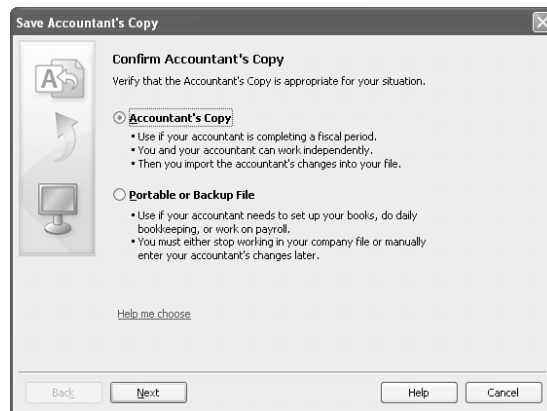 Save Accountant's Copy
Confirm Accountant's Copy
Verify that the Accountant's Copy is appropriate for your situation.
A
Accountant's Copy
• Use if your accountant is completing a fiscal period.
• You and your accountant can work independently.
• Then you import the accountant's changes into your file.
Portable or Backup File
• Use if your accountant needs to set up your books, do daily
bookkeeping, or work on payroll.
• You must either stop working in your company file or manually
enter your accountant's changes later.
Help me choose
Back
Next
Help
Cancel